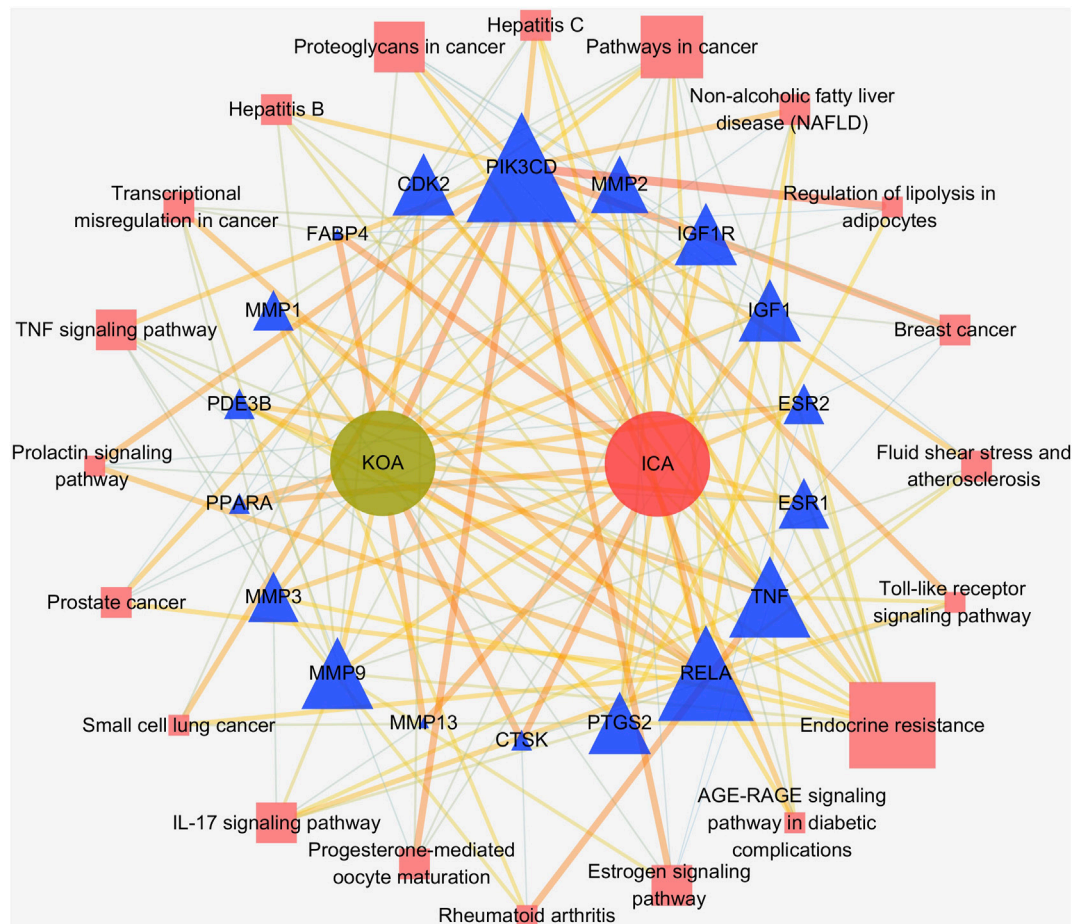 Hepatitis C
Proteoglycans in cancer
Pathways in cancer
Non-alcoholic fatty liver
disease (NAFLD)
Hepatitis B
PIK3CD
CDK2
MMP2
Transcriptional
misregulation in cancer
Regulation of lipolysis in
adipocytes
FABP4
IGF1R
MMP1
IGF1
TNF signaling pathway
Breast cancer
PDE3B
ESR2
Prolactin signaling
pathway
KOA
ICA
Fluid shear stress and
atherosclerosis
PPARA
ESR1
Prostate cancer
MMP3
TNF
Toll-like receptor
signaling pathway
MMP9
RELA
Small cell lung cancer
MMP13
CTSK
PTGS2
Endocrine resistance
IL-17 signaling pathway
AGE-RAGE signaling
pathway in diabetic
complications
Progesterone-mediated
oocyte maturation
Estrogen signaling
pathway
Rheumatoid arthritis